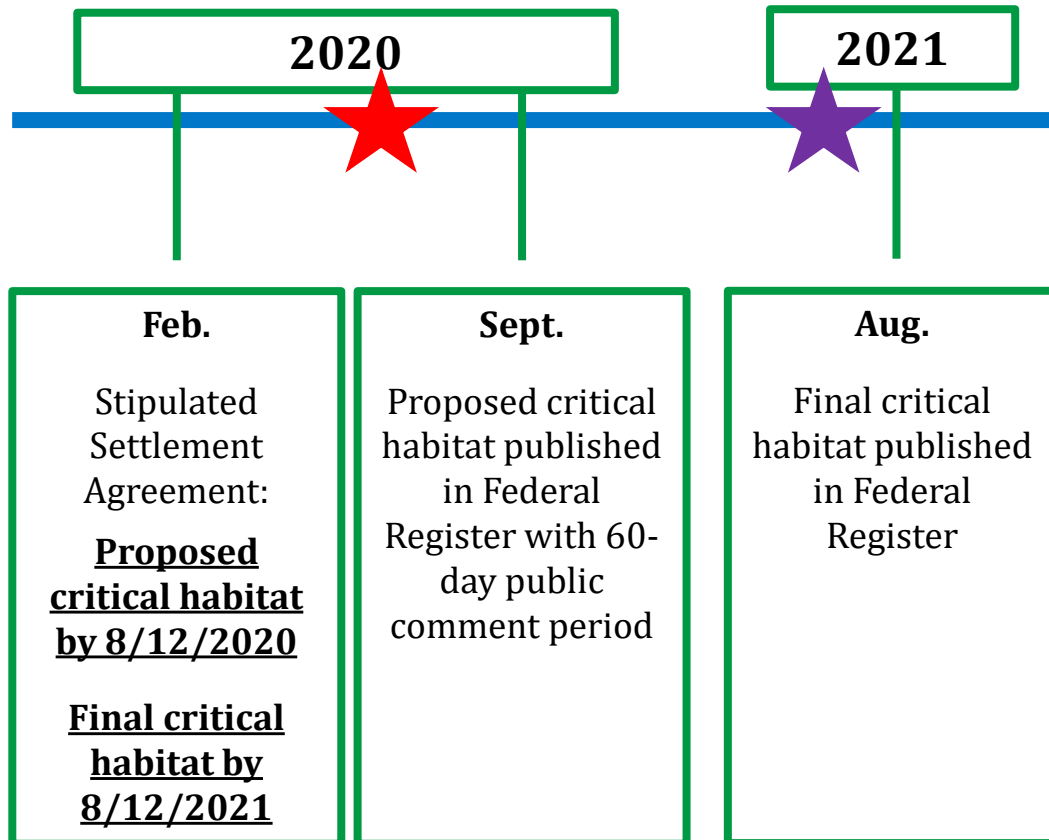 2020
2021
Feb.
Stipulated
Settlement
Agreement:
Proposed
critical habitat
by 8/12/2020
Final critical
habitat by
8/12/2021
Sept.
Proposed critical
habitat published
in Federal
Register with 60-
day public
comment period
Aug.
Final critical
habitat published
in Federal
Register